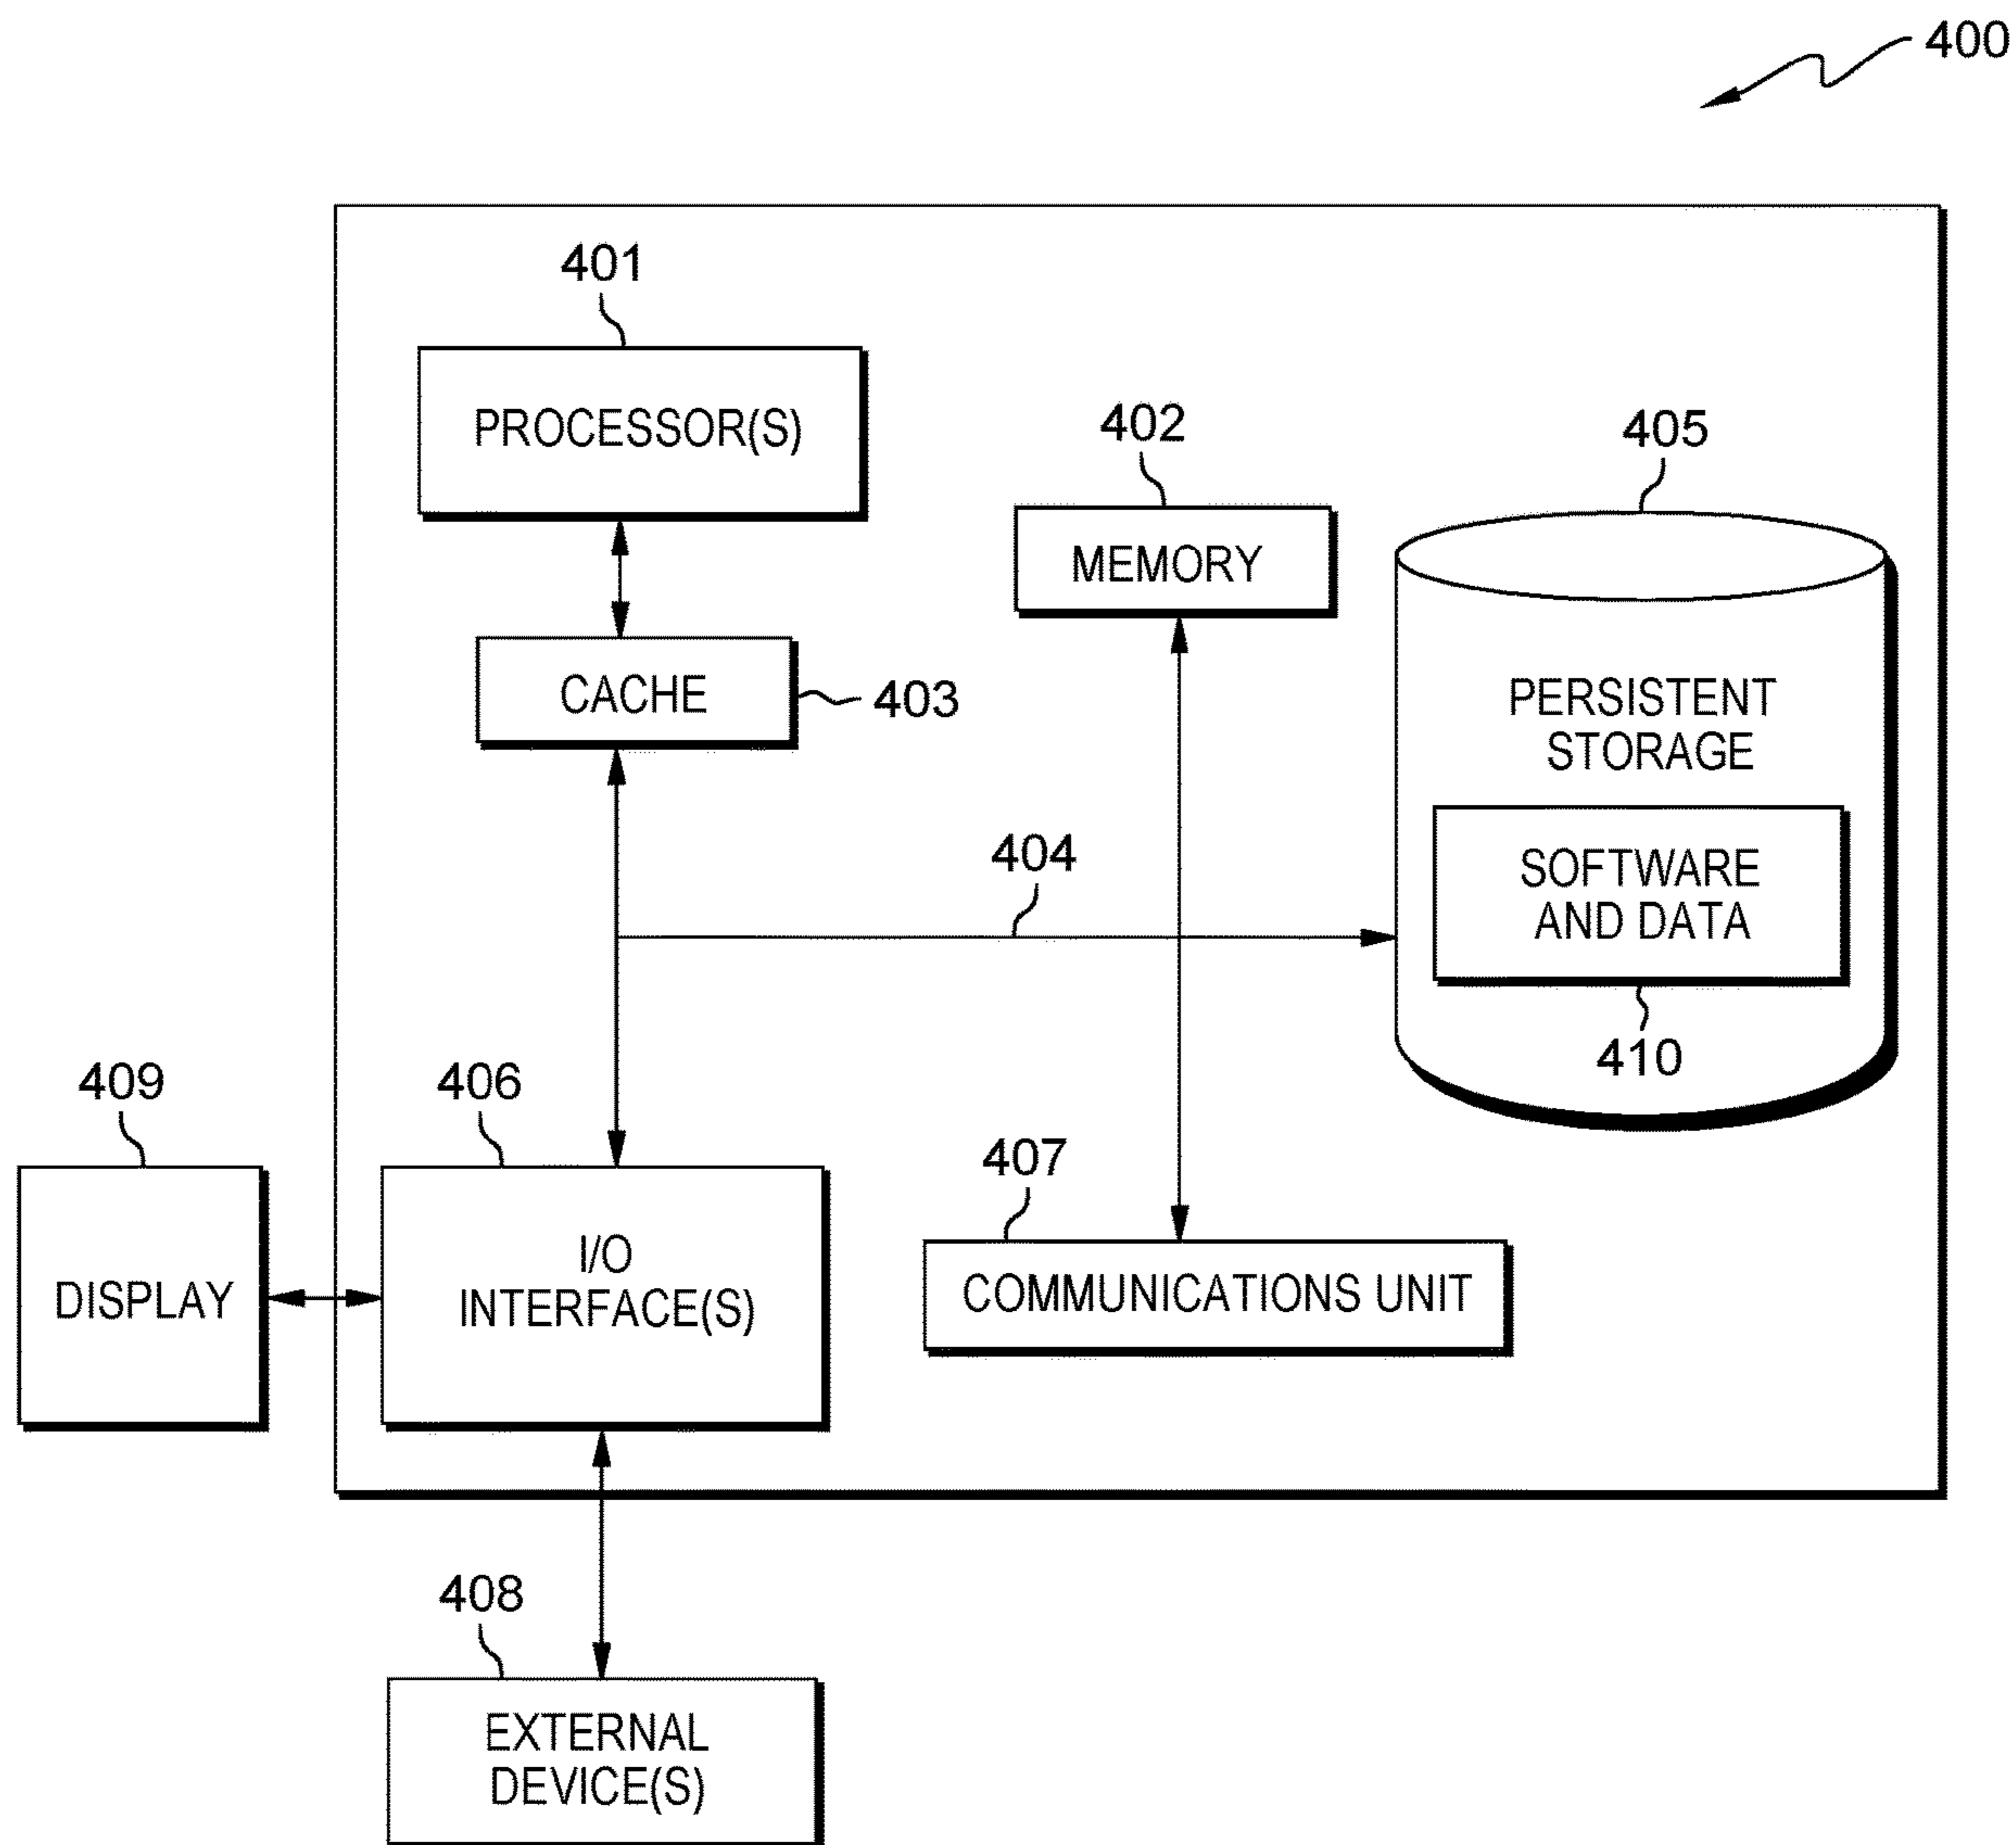 400
401
PROCESSOR(S)
402
MEMORY
405
CACHE
403
PERSISTENT
STORAGE
404
SOFTWARE
AND DATA
410
409
406
407
DISPLAY
I/O
INTERFACE(S)
COMMUNICATIONS UNIT
408
EXTERNAL
DEVICE(S)